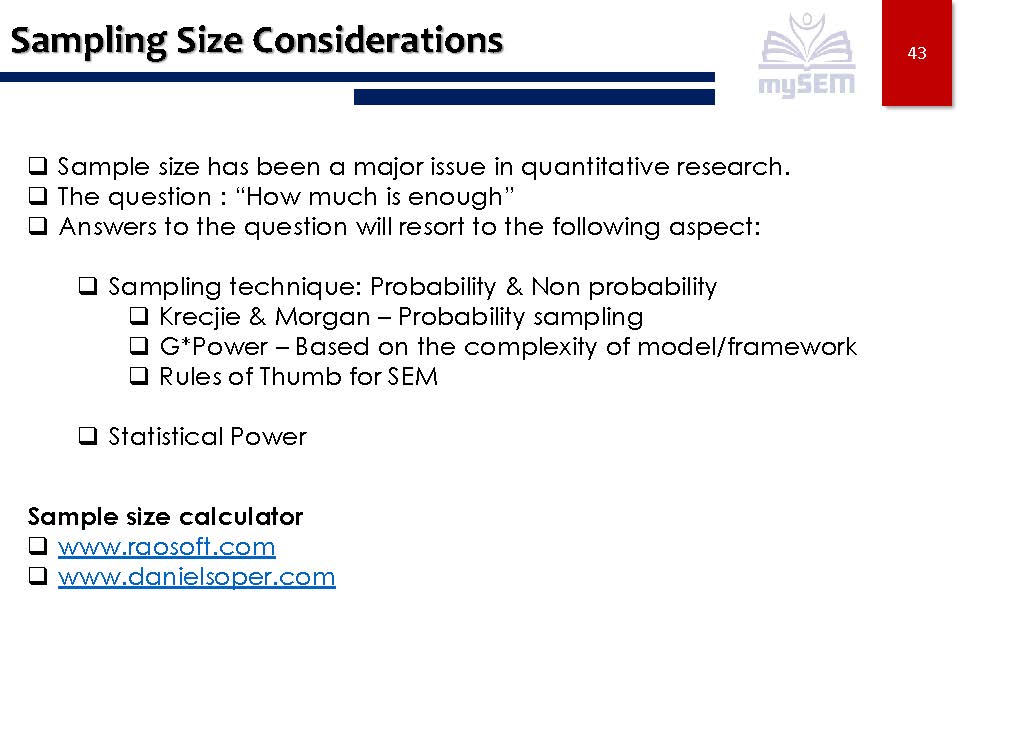 Sampling Size Considerations
mySEM
43
Sample size has been a major issue in quantitative research.
The question : “How much is enough”
Answers to the question will resort to the following aspect:
Sampling technique: Probability & Non probability
Krecjie & Morgan – Probability sampling
G*Power – Based on the complexity of model/framework
Rules of Thumb for SEM
Statistical Power
Sample size calculator
www.raosoft.com
www.danielsoper.com